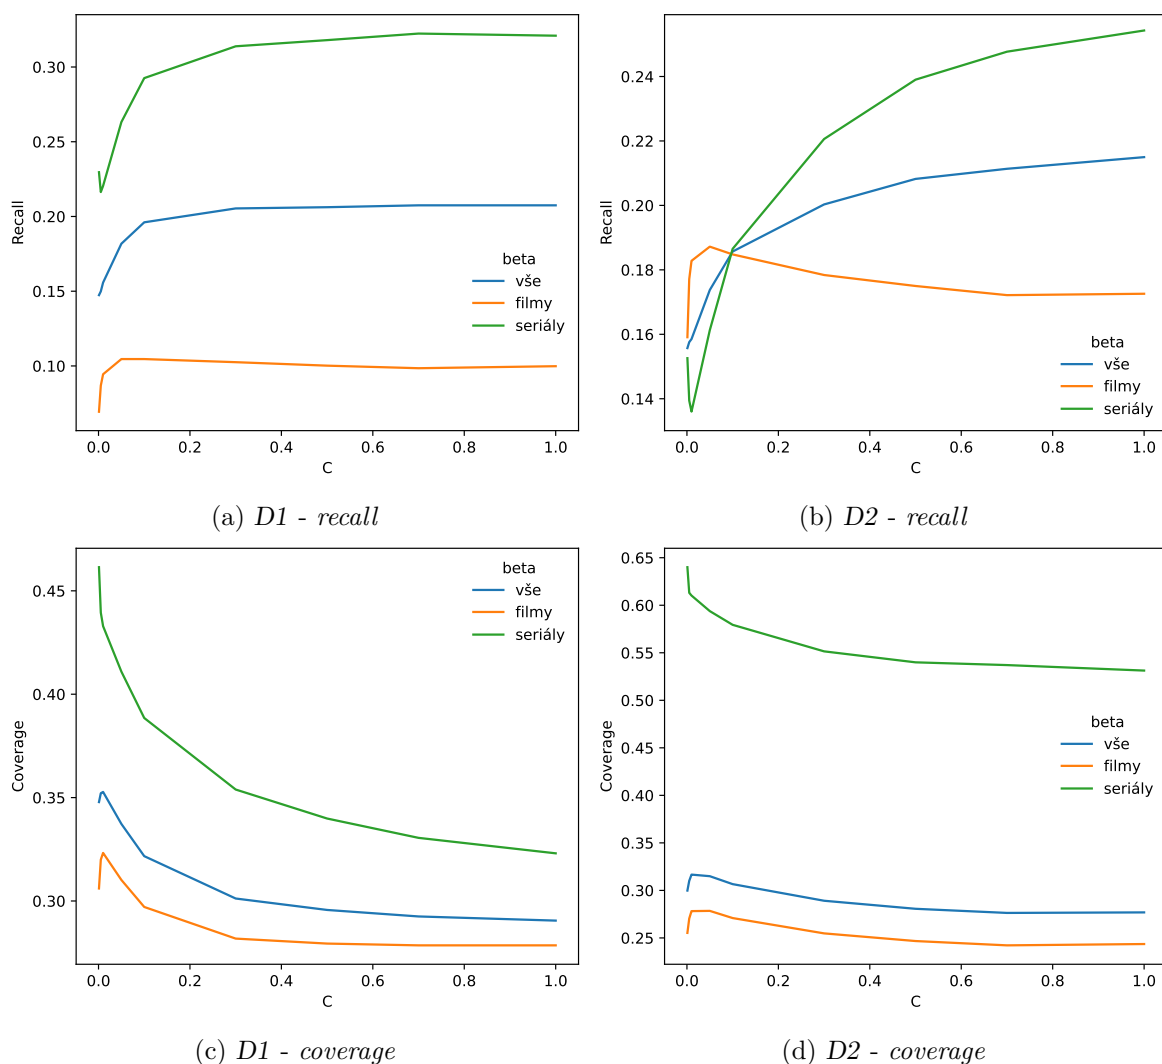 0.30
0.25
0.20
0.15
0.10
Recall
beta
vše
filmy
seriály
0.0 0.2 0.4 0.6 0.8 1.0
C
(a) D1 - recall
0.24
0.22
0.20
0.18
0.16
0.14
Recall
beta
vše
filmy
seriály
0.0 0.2 0.4 0.6 0.8 1.0
C
(b) D2 - recall
0.45
0.40
0.35
0.30
Coverage
beta
vše
filmy
seriály
0.0 0.2 0.4 0.6 0.8 1.0
C
(c) D1 - coverage
0.65
0.60
0.55
0.50
0.45
0.40
0.35
0.30
0.25
Coverage
beta
vše
filmy
seriály
0.0 0.2 0.4 0.6 0.8 1.0
C
(d) D2 - coverage